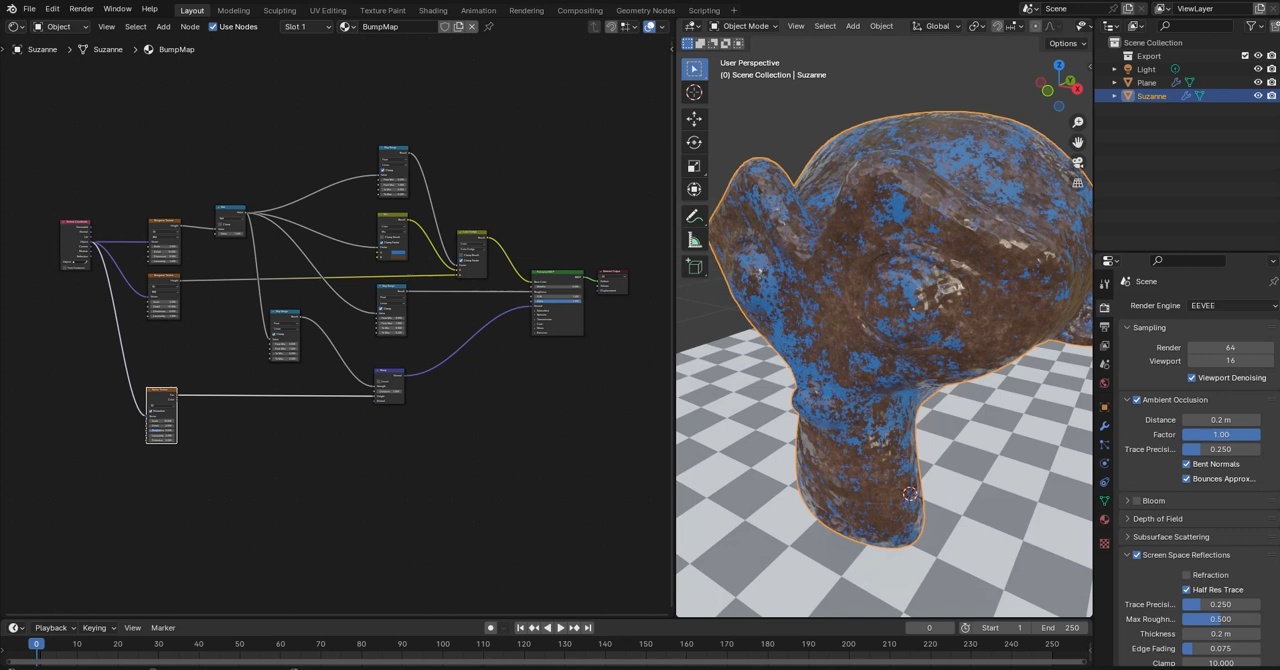 File Edit Render Window Help Layout Modeling Sculpting UV Editing Texture Paint Shading Animation Rendering Compositing Geometry Nodes Scripting Scene ViewLayer
Object View Select Add Node Use Nodes Slot 1 BumpMap
Object Mode View Select Add Object Global
Suzanne Suzanne BumpMap
Options
User Perspective
(0) Scene Collection | Suzanne
Z
Y
X
Scene Collection
Export
Light
Plane
Suzanne
Scene
Render Engine EEVEE
Sampling
Render 64
Viewport 16
Viewport Denoising
Ambient Occlusion
Distance 0.2 m
Factor 1.00
Trace Precisi... 0.250
Bent Normals
Bounces Approx...
Bloom
Depth of Field
Subsurface Scattering
Screen Space Reflections
Refraction
Half Res Trace
Trace Precisi... 0.250
Max Roughn... 0.500
Thickness 0.2 m
Edge Fading 0.075
Clamp 10.000
Playback Keying View Marker 0 Start 1 End 250
0 10 20 30 40 50 60 70 80 90 100 110 120 130 140 150 160 170 180 190 200 210 220 230 240 250